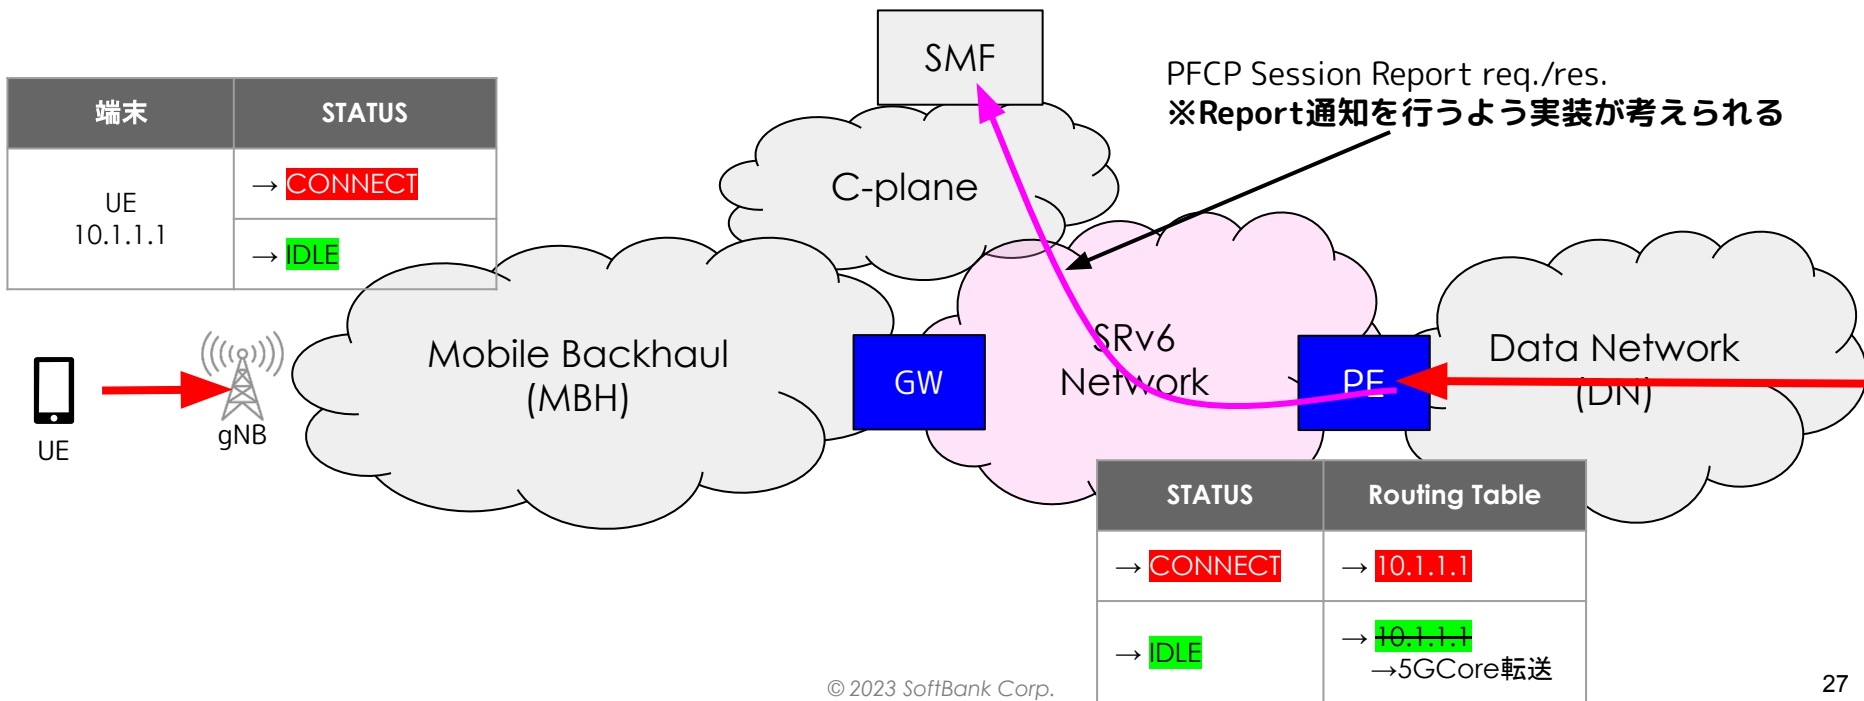 SMF
PFCP Session Report req./res.
※Report通知を行うよう実装が考えられる
端末 STATUS
UE
10.1.1.1
→ CONNECT
→ IDLE
C-plane
Mobile Backhaul
(MBH)
GW
SRv6
Network
PE
Data Network
(DN)
UE
gNB
STATUS Routing Table
→ CONNECT → 10.1.1.1
→ IDLE → 10.1.1.1
→5GCore転送
© 2023 SoftBank Corp.
27